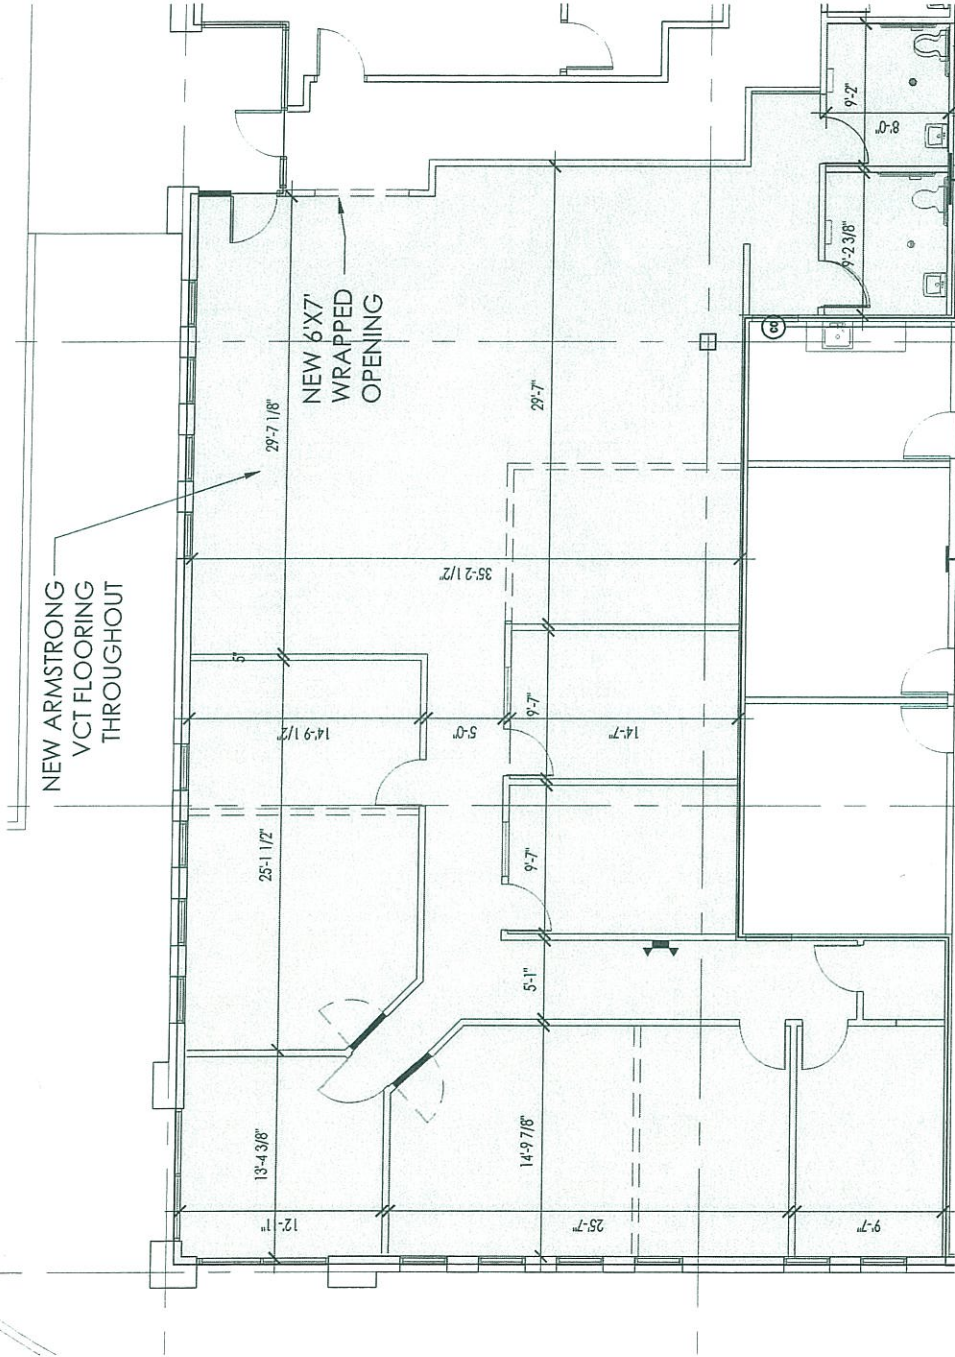 NEW ARMSTRONG
VCT FLOORING
THROUGHOUT
NEW 6'X7'
WRAPPED
OPENING
9'-2"
8'-0"
9'-2 3/8"
29'-7 1/8"
29'-7"
35'-2 1/2"
5"
14'-9 1/2"
5'-0"
9'-7"
14'-7"
25'-1 1/2"
9'-7"
5'-1"
13'-4 3/8"
14'-9 7/8"
12'-11"
25'-7"
9'-7"
CO